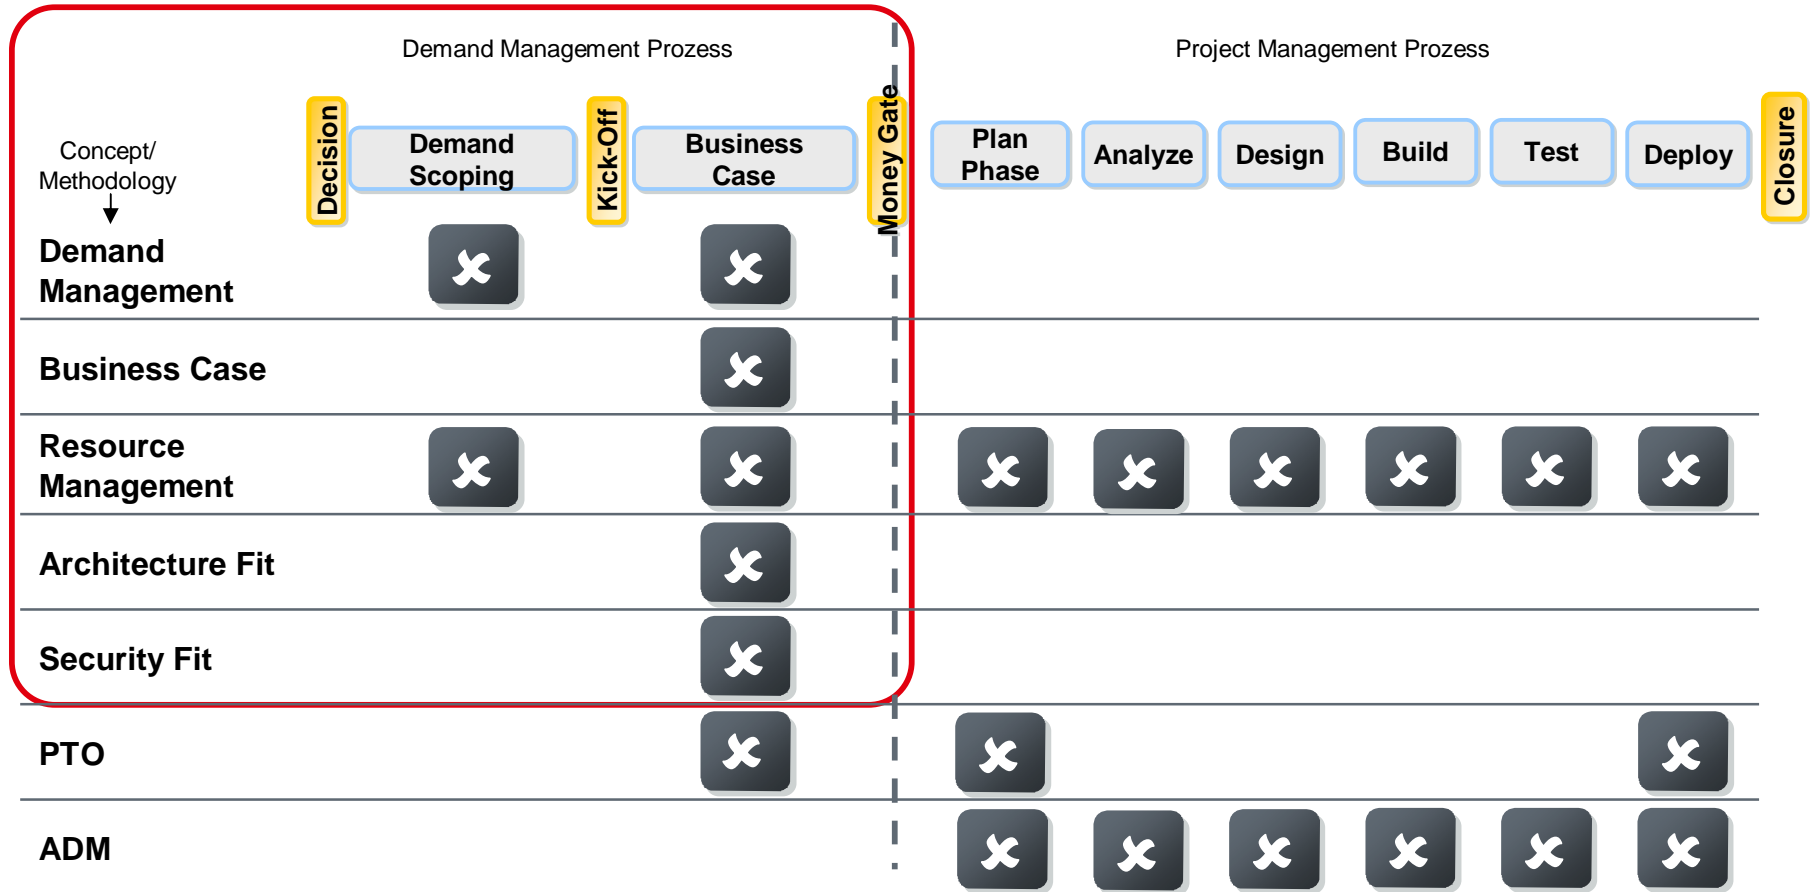 Demand Management Prozess
Project Management Prozess
Decision
Demand
Scoping
Kick-Off
Business
Case
Money Gate
Plan
Phase
Analyze
Design
Build
Test
Deploy
Closure
Concept/
Methodology
Demand
Management
Business Case
Resource
Management
Architecture Fit
Security Fit
PTO
ADM